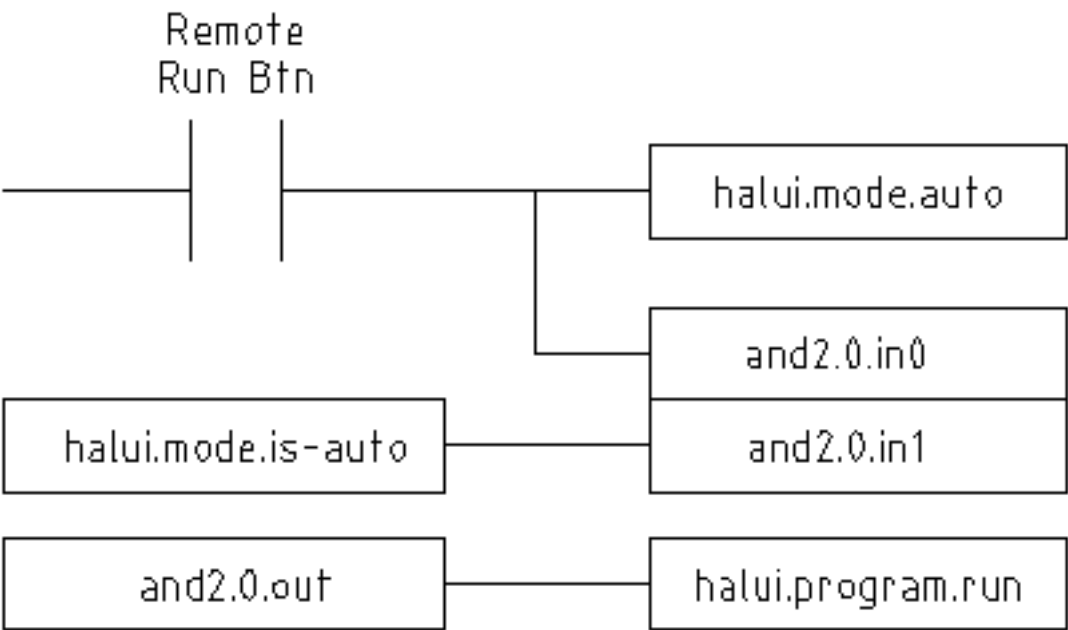 Remote
Run Btn
halui.mode.auto
and2.0.in0
halui.mode.is-auto
and2.0.in1
and2.0.out
halui.program.run